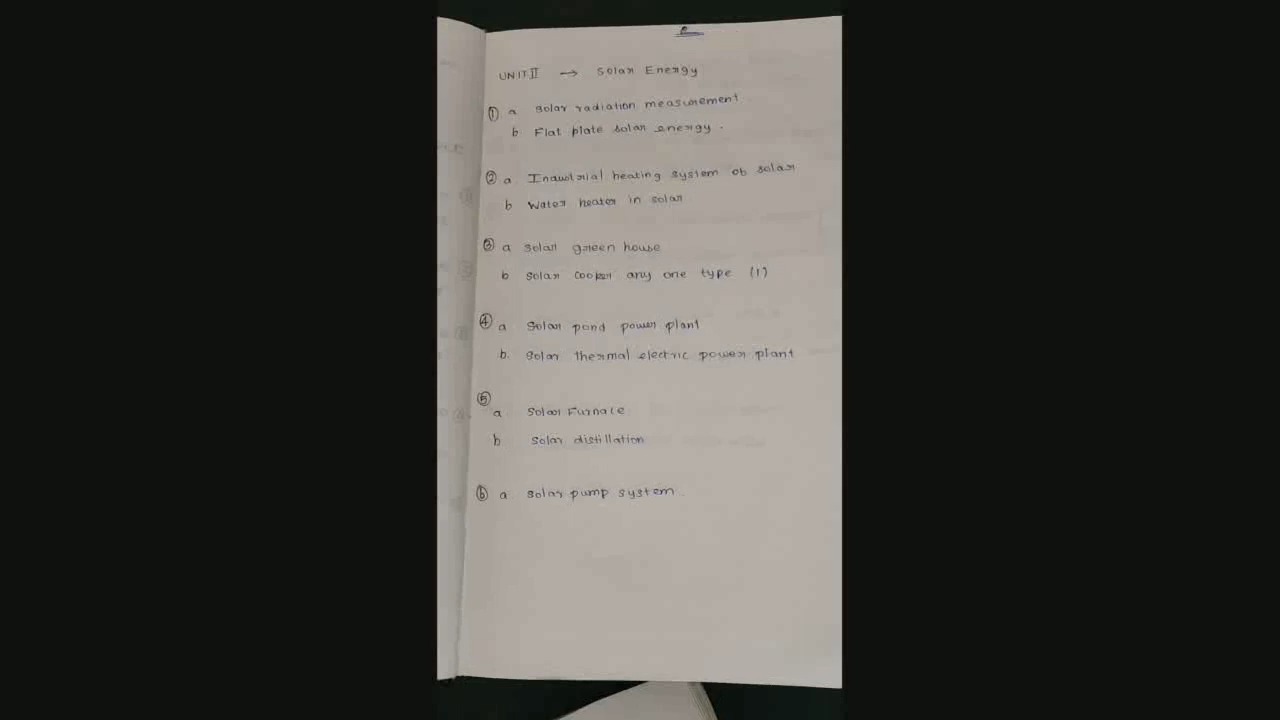 UNIT II → Solar Energy
① a Solar radiation measurement
b Flat plate solar energy.
② a Industrial heating system of solar
b Water heater in solar
③ a Solar green house
b Solar Cooker any one type (1)
④ a Solar pond power plant
b. Solar thermal electric power plant
⑤
a Solar Furnace
b Solar distillation
⑥ a Solar pump system.